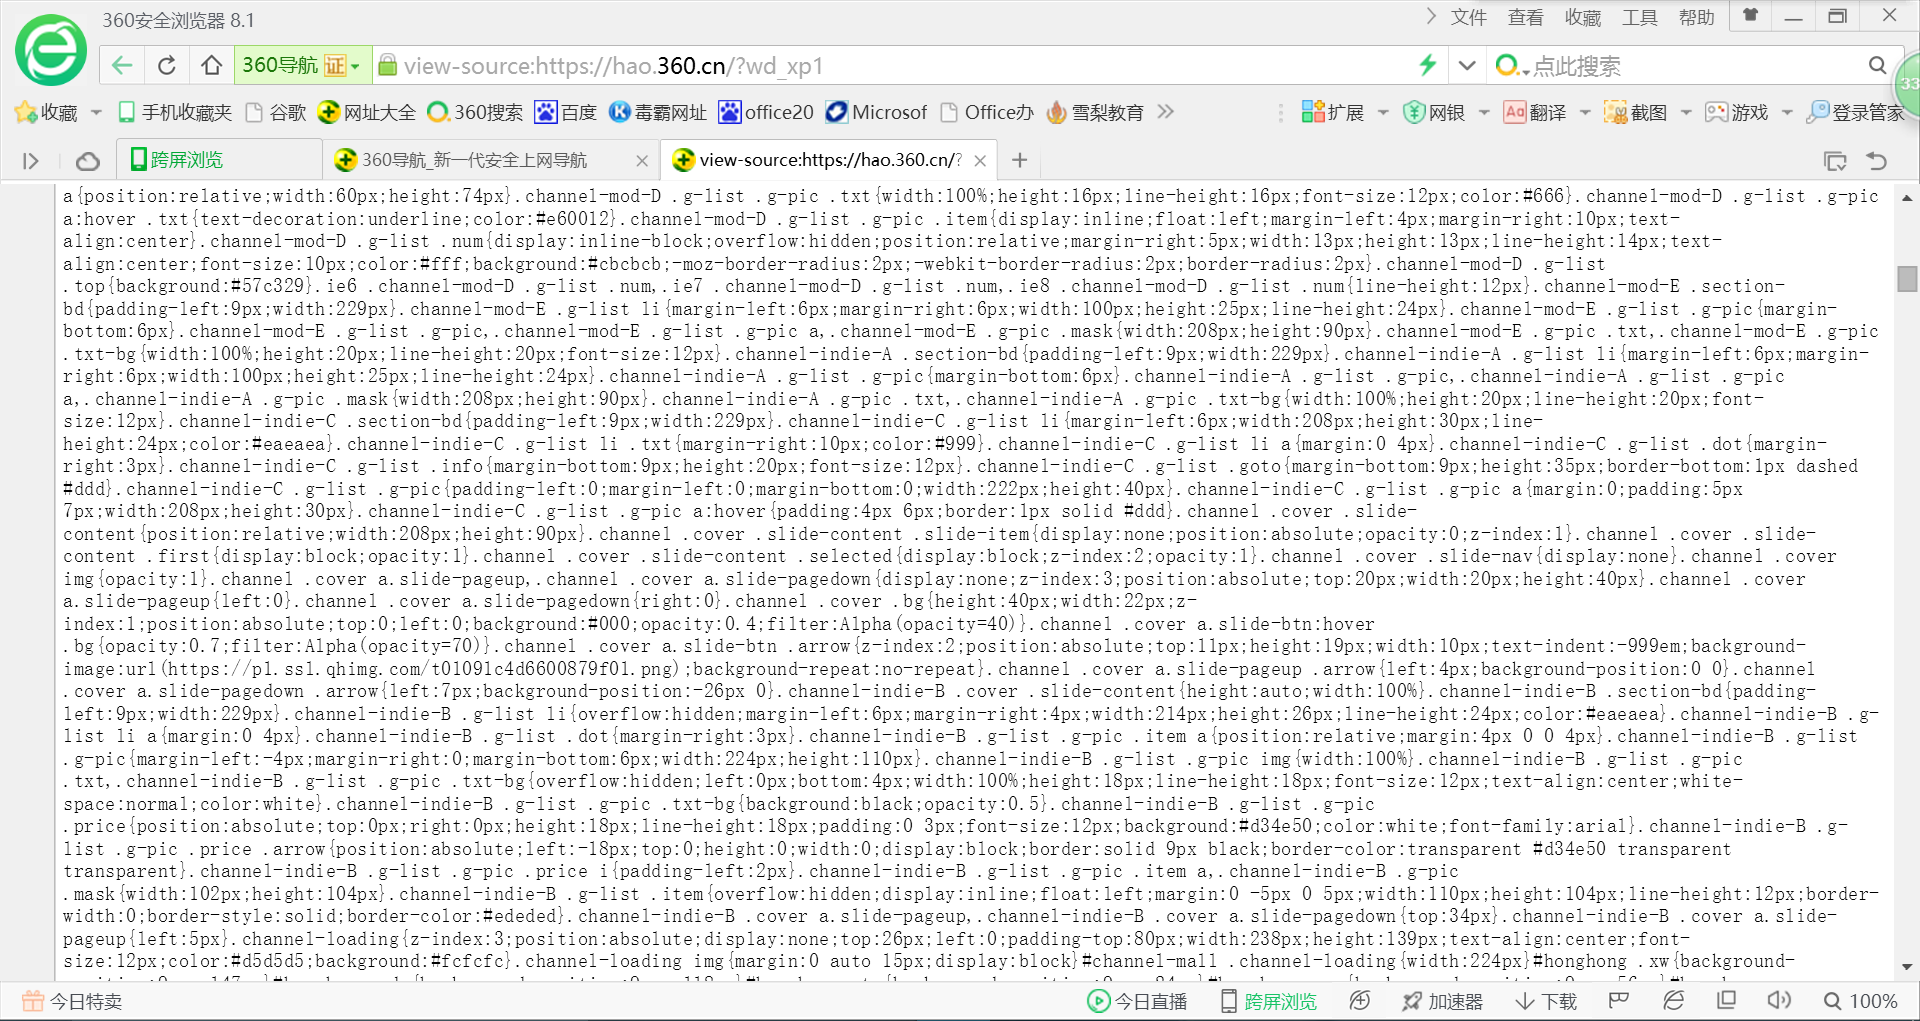 360安全浏览器 8.1
文件 查看 收藏 工具 帮助
360导航 证 view-source:https://hao.360.cn/?wd_xp1 点此搜索
33
收藏 手机收藏夹 谷歌 网址大全 360搜索 百度 毒霸网址 office20 Microsof Office办 雪梨教育 扩展 网银 Aa 翻译 截图 游戏 登录管家
跨屏浏览 360导航_新一代安全上网导航 view-source:https://hao.360.cn/?
a{position:relative;width:60px;height:74px}.channel-mod-D .g-list .g-pic .txt{width:100%;height:16px;line-height:16px;font-size:12px;color:#666}.channel-mod-D .g-list .g-pic
a:hover .txt{text-decoration:underline;color:#e60012}.channel-mod-D .g-list .g-pic .item{display:inline;float:left;margin-left:4px;margin-right:10px;text-
align:center}.channel-mod-D .g-list .num{display:inline-block;overflow:hidden;position:relative;margin-right:5px;width:13px;height:13px;line-height:14px;text-
align:center;font-size:10px;color:#fff;background:#cbcbcb;-moz-border-radius:2px;-webkit-border-radius:2px;border-radius:2px}.channel-mod-D .g-list
.top{background:#57c329}.ie6 .channel-mod-D .g-list .num,.ie7 .channel-mod-D .g-list .num,.ie8 .channel-mod-D .g-list .num{line-height:12px}.channel-mod-E .section-
bd{padding-left:9px;width:229px}.channel-mod-E .g-list li{margin-left:6px;margin-right:6px;width:100px;height:25px;line-height:24px}.channel-mod-E .g-list .g-pic{margin-
bottom:6px}.channel-mod-E .g-list .g-pic,.channel-mod-E .g-list .g-pic a,.channel-mod-E .g-pic .mask{width:208px;height:90px}.channel-mod-E .g-pic .txt,.channel-mod-E .g-pic
.txt-bg{width:100%;height:20px;line-height:20px;font-size:12px}.channel-indie-A .section-bd{padding-left:9px;width:229px}.channel-indie-A .g-list li{margin-left:6px;margin-
right:6px;width:100px;height:25px;line-height:24px}.channel-indie-A .g-list .g-pic{margin-bottom:6px}.channel-indie-A .g-list .g-pic,.channel-indie-A .g-list .g-pic
a,.channel-indie-A .g-pic .mask{width:208px;height:90px}.channel-indie-A .g-pic .txt,.channel-indie-A .g-pic .txt-bg{width:100%;height:20px;line-height:20px;font-
size:12px}.channel-indie-C .section-bd{padding-left:9px;width:229px}.channel-indie-C .g-list li{margin-left:6px;width:208px;height:30px;line-
height:24px;color:#eaeaea}.channel-indie-C .g-list li .txt{margin-right:10px;color:#999}.channel-indie-C .g-list li a{margin:0 4px}.channel-indie-C .g-list .dot{margin-
right:3px}.channel-indie-C .g-list .info{margin-bottom:9px;height:20px;font-size:12px}.channel-indie-C .g-list .goto{margin-bottom:9px;height:35px;border-bottom:1px dashed
#ddd}.channel-indie-C .g-list .g-pic{padding-left:0;margin-left:0;margin-bottom:0;width:222px;height:40px}.channel-indie-C .g-list .g-pic a{margin:0;padding:5px
7px;width:208px;height:30px}.channel-indie-C .g-list .g-pic a:hover{padding:4px 6px;border:1px solid #ddd}.channel .cover .slide-
content{position:relative;width:208px;height:90px}.channel .cover .slide-content .slide-item{display:none;position:absolute;opacity:0;z-index:1}.channel .cover .slide-
content .first{display:block;opacity:1}.channel .cover .slide-content .selected{display:block;z-index:2;opacity:1}.channel .cover .slide-nav{display:none}.channel .cover
img{opacity:1}.channel .cover a.slide-pageup,.channel .cover a.slide-pagedown{display:none;z-index:3;position:absolute;top:20px;width:20px;height:40px}.channel .cover
a.slide-pageup{left:0}.channel .cover a.slide-pagedown{right:0}.channel .cover .bg{height:40px;width:22px;z-
index:1;position:absolute;top:0;left:0;background:#000;opacity:0.4;filter:Alpha(opacity=40)}.channel .cover a.slide-btn:hover
.bg{opacity:0.7;filter:Alpha(opacity=70)}.channel .cover a.slide-btn .arrow{z-index:2;position:absolute;top:11px;height:19px;width:10px;text-indent:-999em;background-
image:url(https://p1.ssl.qhimg.com/t01091c4d6600879f01.png);background-repeat:no-repeat}.channel .cover a.slide-pageup .arrow{left:4px;background-position:0 0}.channel
.cover a.slide-pagedown .arrow{left:7px;background-position:-26px 0}.channel-indie-B .cover .slide-content{height:auto;width:100%}.channel-indie-B .section-bd{padding-
left:9px;width:229px}.channel-indie-B .g-list li{overflow:hidden;margin-left:6px;margin-right:4px;width:214px;height:26px;line-height:24px;color:#eaeaea}.channel-indie-B .g-
list li a{margin:0 4px}.channel-indie-B .g-list .dot{margin-right:3px}.channel-indie-B .g-list .g-pic .item a{position:relative;margin:4px 0 0 4px}.channel-indie-B .g-list
.g-pic{margin-left:-4px;margin-right:0;margin-bottom:6px;width:224px;height:110px}.channel-indie-B .g-list .g-pic img{width:100%}.channel-indie-B .g-list .g-pic
.txt,.channel-indie-B .g-list .g-pic .txt-bg{overflow:hidden;left:0px;bottom:4px;width:100%;height:18px;line-height:18px;font-size:12px;text-align:center;white-
space:normal;color:white}.channel-indie-B .g-list .g-pic .txt-bg{background:black;opacity:0.5}.channel-indie-B .g-list .g-pic
.price{position:absolute;top:0px;right:0px;height:18px;line-height:18px;padding:0 3px;font-size:12px;background:#d34e50;color:white;font-family:arial}.channel-indie-B .g-
list .g-pic .price .arrow{position:absolute;left:-18px;top:0;height:0;width:0;display:block;border:solid 9px black;border-color:transparent #d34e50 transparent
transparent}.channel-indie-B .g-list .g-pic .price i{padding-left:2px}.channel-indie-B .g-list .g-pic .item a,.channel-indie-B .g-pic
.mask{width:102px;height:104px}.channel-indie-B .g-list .item{overflow:hidden;display:inline;float:left;margin:0 -5px 0 5px;width:110px;height:104px;line-height:12px;border-
width:0;border-style:solid;border-color:#ededed}.channel-indie-B .cover a.slide-pageup,.channel-indie-B .cover a.slide-pagedown{top:34px}.channel-indie-B .cover a.slide-
pageup{left:5px}.channel-loading{z-index:3;position:absolute;display:none;top:26px;left:0;padding-top:80px;width:238px;height:139px;text-align:center;font-
size:12px;color:#d5d5d5;background:#fcfcfc}.channel-loading img{margin:0 auto 15px;display:block}#channel-mall .channel-loading{width:224px}#honghong .xw{background-
今日特卖 今日直播 跨屏浏览 加速器 下载 100%